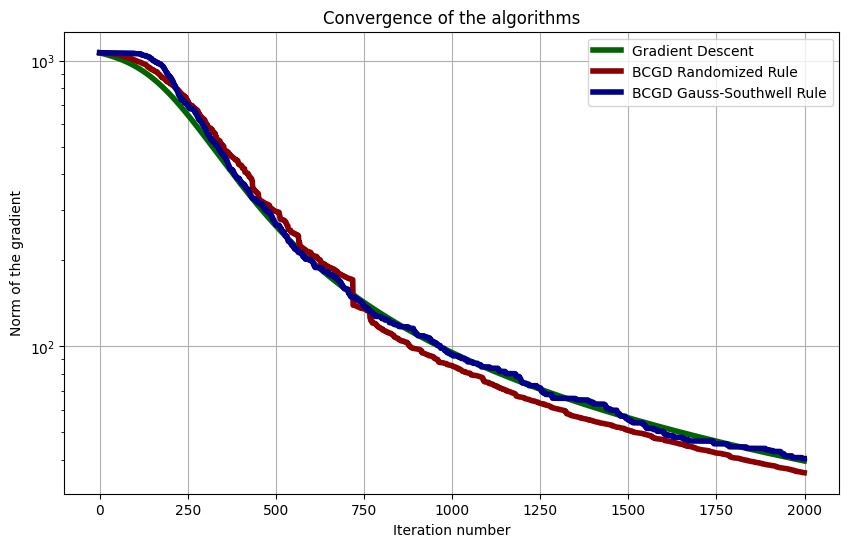 Convergence of the algorithms
Gradient Descent
BCGD Randomized Rule
BCGD Gauss-Southwell Rule
Norm of the gradient
10³
10²
0 250 500 750 1000 1250 1500 1750 2000
Iteration number